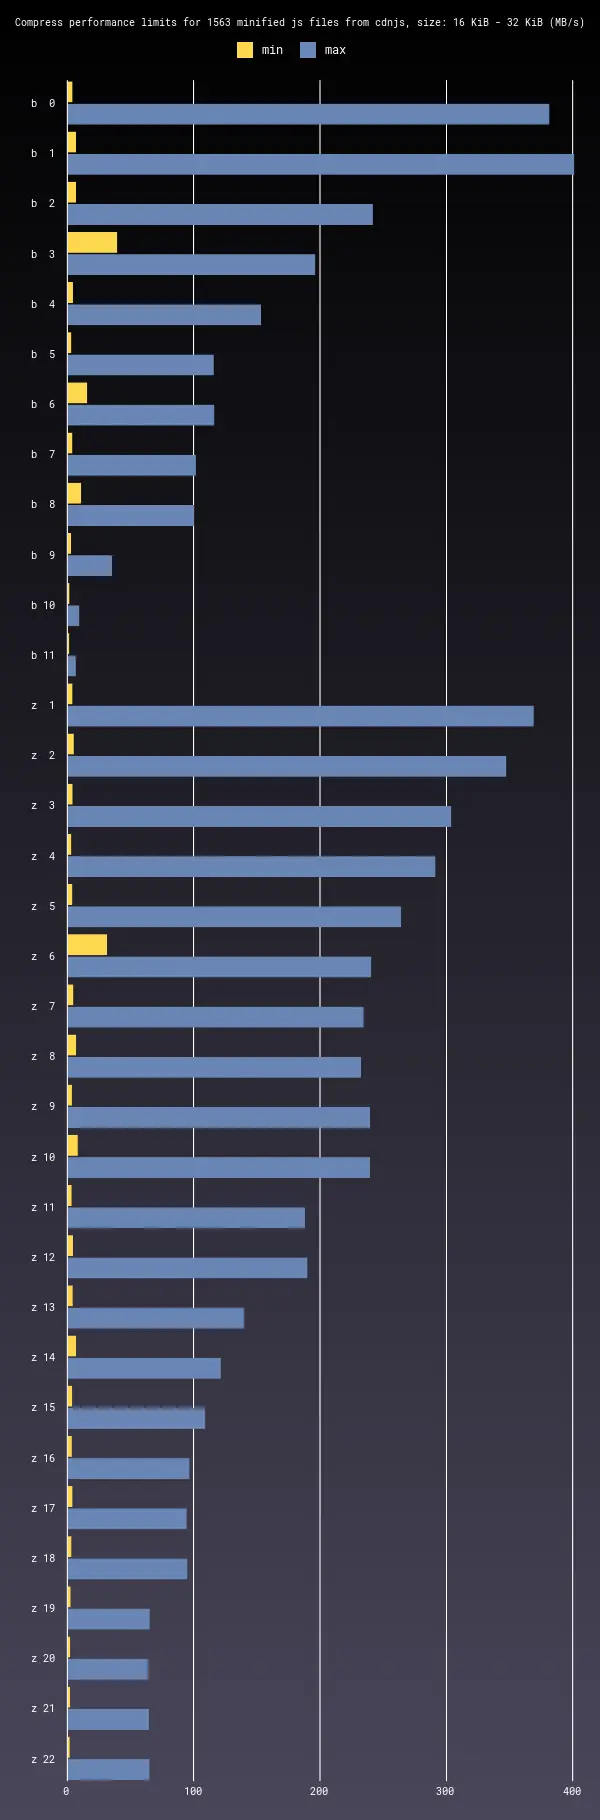 Compress performance limits for 1563 minified js files from cdnjs, size: 16 KiB - 32 KiB (MB/s)
min max
b 0
b 1
b 2
b 3
b 4
b 5
b 6
b 7
b 8
b 9
b 10
b 11
z 1
z 2
z 3
z 4
z 5
z 6
z 7
z 8
z 9
z 10
z 11
z 12
z 13
z 14
z 15
z 16
z 17
z 18
z 19
z 20
z 21
z 22
0 100 200 300 400